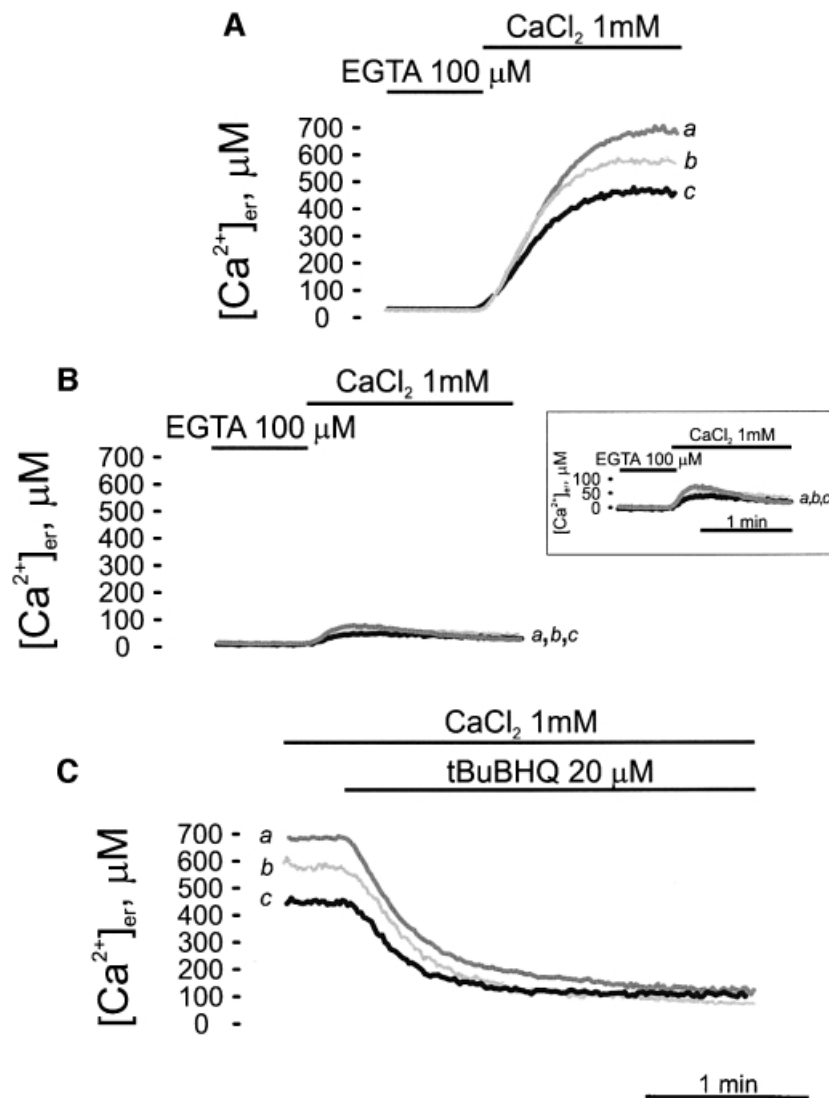 A
CaCl₂ 1mM
EGTA 100 μM
[Ca²⁺]er, μM
700 -
600 -
500 -
400 -
300 -
200 -
100 -
0 -
a
b
c
B
CaCl₂ 1mM
EGTA 100 μM
[Ca²⁺]er, μM
700 -
600 -
500 -
400 -
300 -
200 -
100 -
0 -
a,b,c
CaCl₂ 1mM
EGTA 100 μM
[Ca²⁺]er, μM
100 -
50 -
0 -
a,b,c
1 min
CaCl₂ 1mM
C
tBuBHQ 20 μM
[Ca²⁺]er, μM
700 -
600 -
500 -
400 -
300 -
200 -
100 -
0 -
a
b
c
1 min